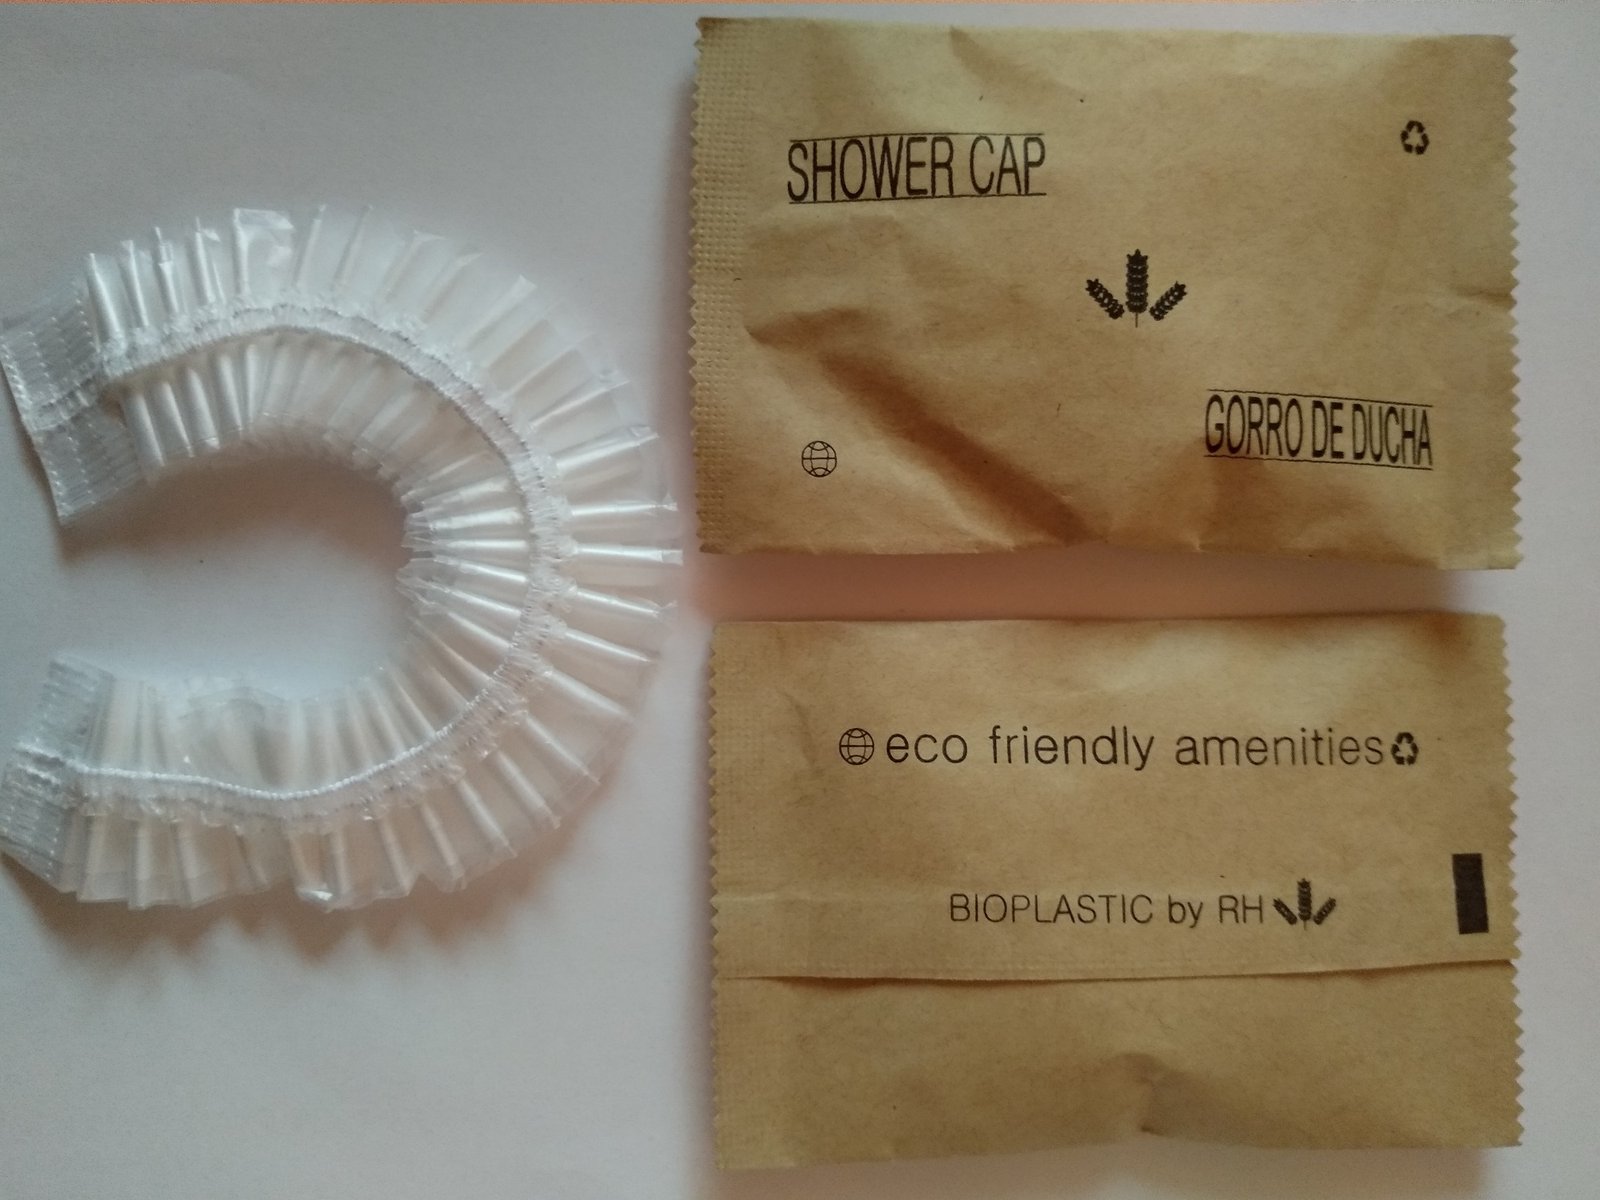 SHOWER CAP
GORRO DE DUCHA
eco friendly amenities
BIOPLASTIC by RH